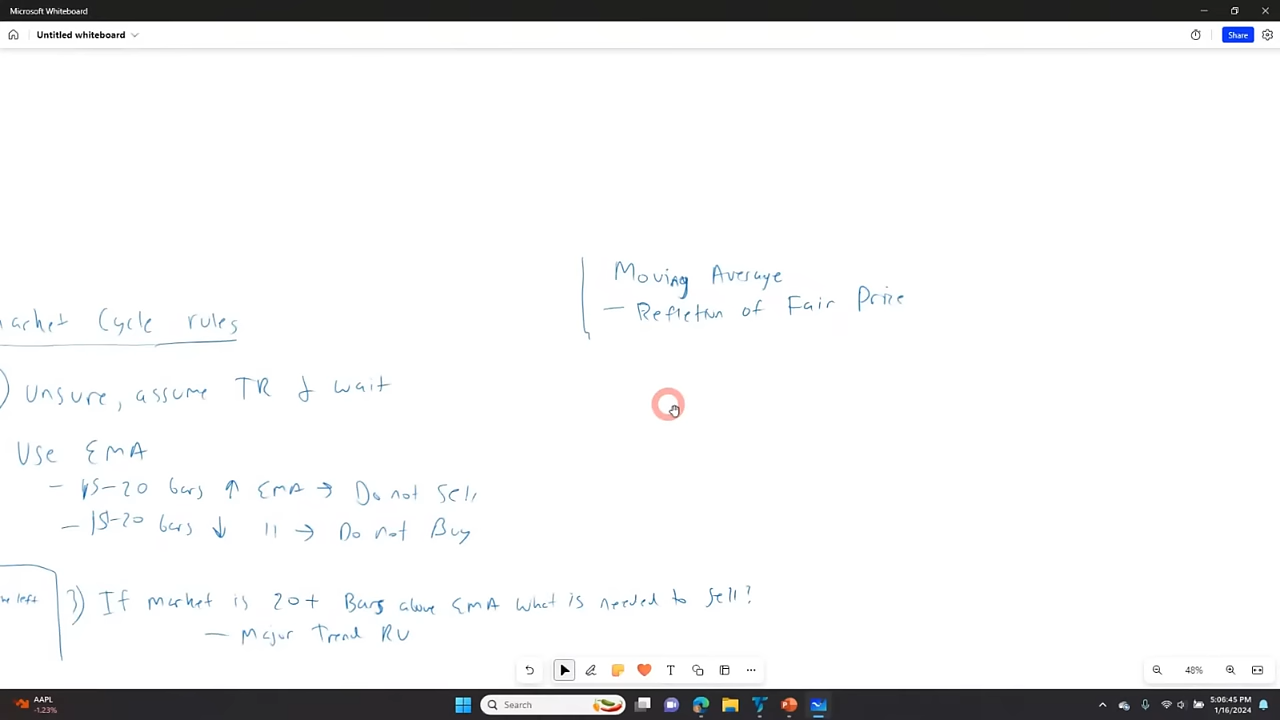 Microsoft Whiteboard
Untitled whiteboard
Share
Moving Average
— Refletion of Fair Price
arket Cycle rules
) Unsure, assume TR & wait
Use EMA
- 15-20 bars ↑ EMA → Do not Sell
- 15-20 bars ↓ 11 → Do not Buy
left
3) If market is 20+ Bars above EMA what is needed to sell?
— Major Trend RV
48%
AAPL
-1.23%
Search
5:06:45 PM
1/16/2024